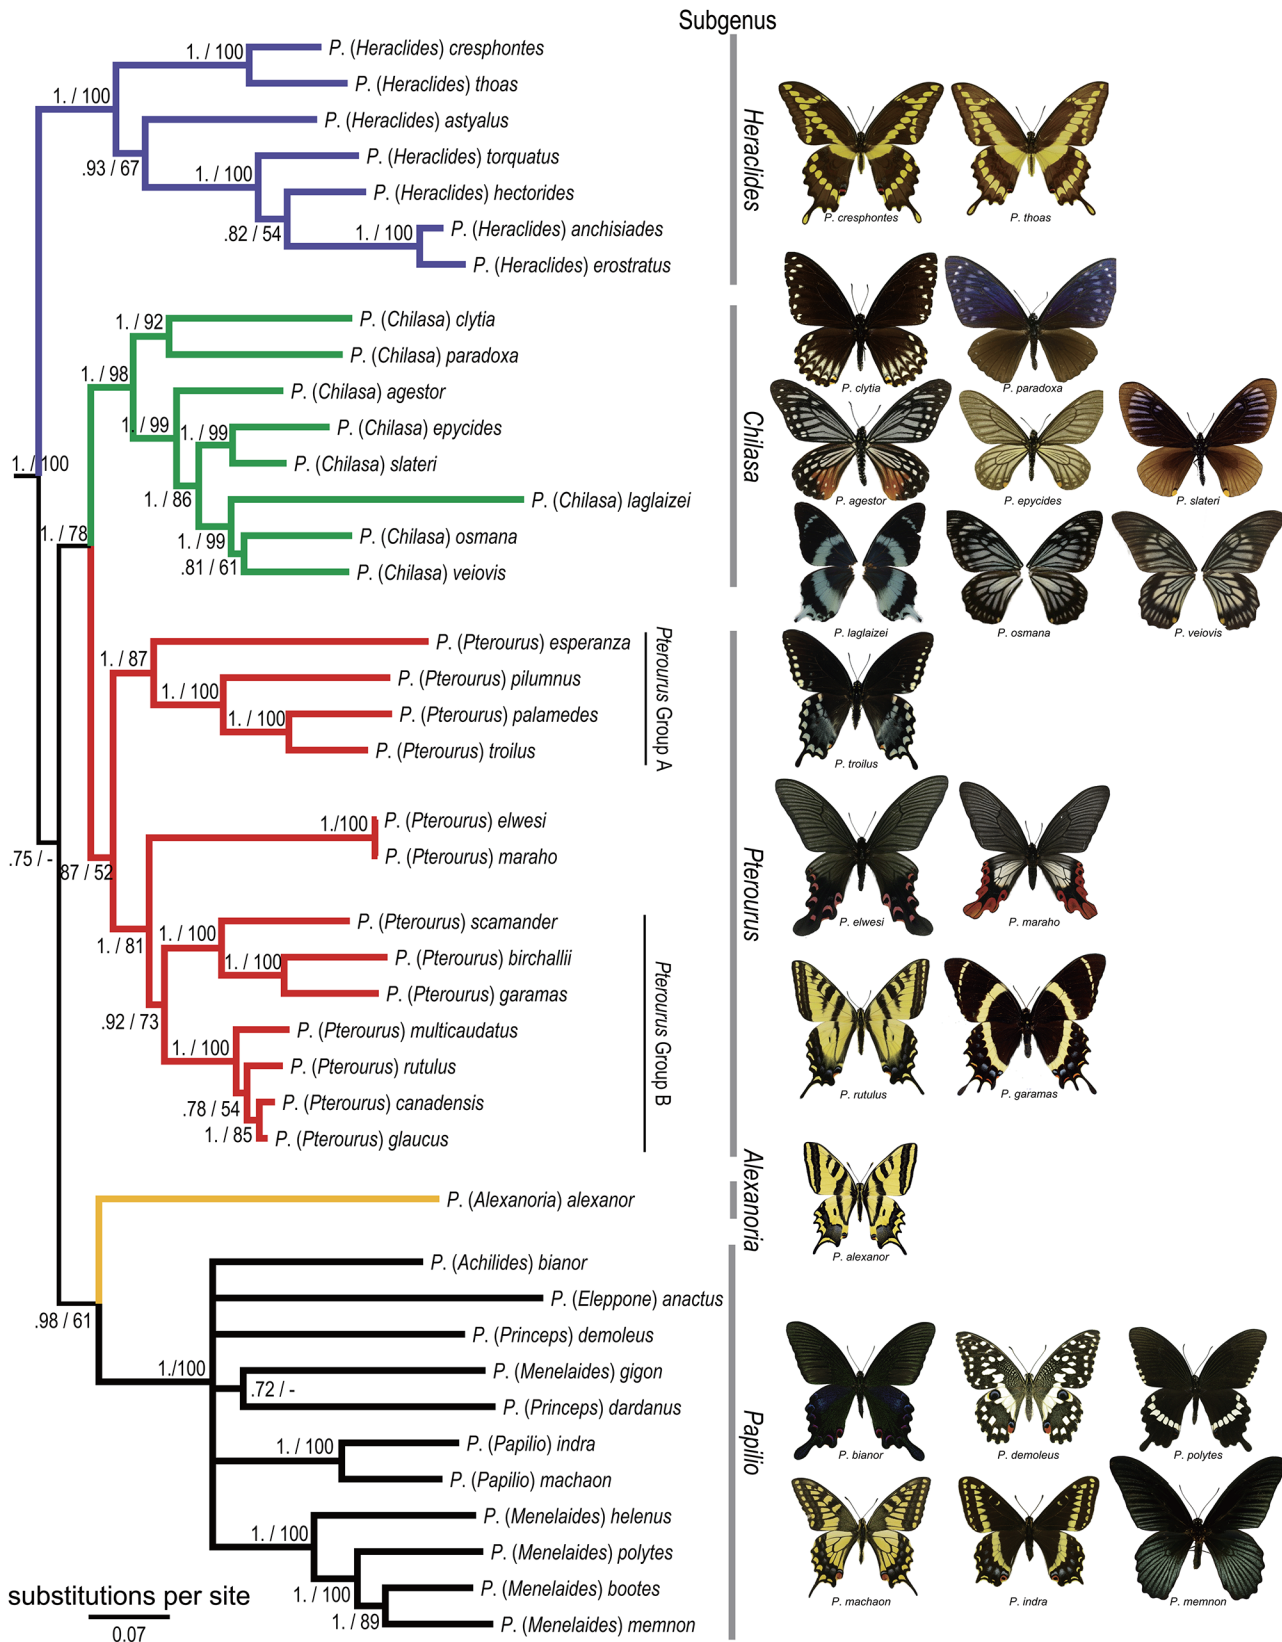 Subgenus
1. / 100
P. (Heraclides) cresphontes
P. (Heraclides) thoas
1. / 100
P. (Heraclides) astyalus
.93 / 67
P. (Heraclides) torquatus
1. / 100
P. (Heraclides) hectorides
.82 / 54
1. / 100
P. (Heraclides) anchisiades
P. (Heraclides) erostratus
Heraclides
P. cresphontes
P. thoas
1. / 92
P. (Chilasa) clytia
P. (Chilasa) paradoxa
1. / 98
P. (Chilasa) agestor
1. / 99
1. / 99
P. (Chilasa) epycides
P. (Chilasa) slateri
1. / 100
1. / 86
P. (Chilasa) laglaizei
1. / 78
1. / 99
P. (Chilasa) osmana
.81 / 61
P. (Chilasa) veiovis
Chilasa
P. clytia
P. paradoxa
P. agestor
P. epycides
P. slateri
P. laglaizei
P. osmana
P. veiovis
P. (Pterourus) esperanza
1. / 87
P. (Pterourus) pilumnus
1. / 100
P. (Pterourus) palamedes
1. / 100
P. (Pterourus) troilus
Pterourus Group A
P. troilus
1./100
P. (Pterourus) elwesi
P. (Pterourus) maraho
.75 / -
87 / 52
P. (Pterourus) scamander
1. / 100
1. / 81
P. (Pterourus) birchallii
1. / 100
P. (Pterourus) garamas
.92 / 73
P. (Pterourus) multicaudatus
1. / 100
P. (Pterourus) rutulus
.78 / 54
P. (Pterourus) canadensis
1. / 85
P. (Pterourus) glaucus
Pterourus Group B
Pterourus
P. elwesi
P. maraho
P. rutulus
P. garamas
P. (Alexanoria) alexanor
Alexanoria
P. alexanor
.98 / 61
P. (Achilides) bianor
P. (Eleppone) anactus
P. (Princeps) demoleus
1./100
P. (Menelaides) gigon
.72 / -
P. (Princeps) dardanus
1. / 100
P. (Papilio) indra
P. (Papilio) machaon
P. (Menelaides) helenus
1. / 100
P. (Menelaides) polytes
1. / 100
P. (Menelaides) bootes
1. / 89
P. (Menelaides) memnon
Papilio
P. bianor
P. demoleus
P. polytes
P. machaon
P. indra
P. memnon
substitutions per site
0.07